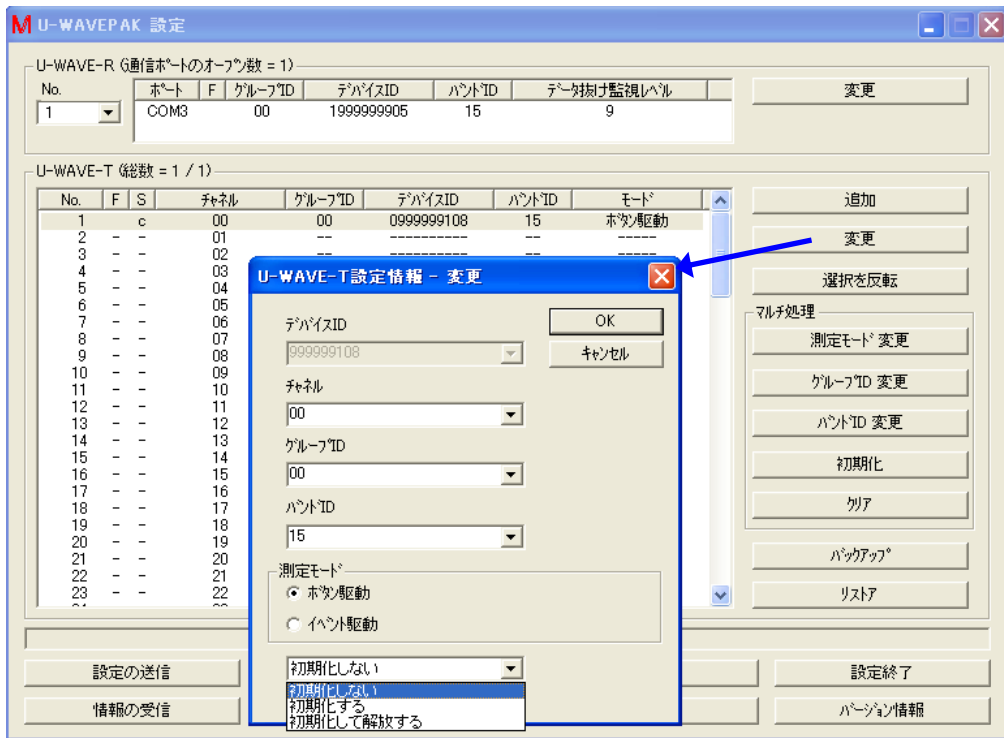 M U-WAVEPAK 設定
U-WAVE-R (通信ﾎﾟｰﾄのｵｰﾌﾟﾝ数 = 1)
No. ﾎﾟｰﾄ F ｸﾞﾙｰﾌﾟID ﾃﾞﾊﾞｲｽID ﾊﾞﾝﾄﾞID ﾃﾞｰﾀ抜け監視ﾚﾍﾞﾙ 変更
1 COM3 00 1999999905 15 9
U-WAVE-T (総数 = 1 / 1)
No. F S ﾁｬﾈﾙ ｸﾞﾙｰﾌﾟID ﾃﾞﾊﾞｲｽID ﾊﾞﾝﾄﾞID ﾓｰﾄﾞ
1 c 00 00 0999999108 15 ﾎﾞﾀﾝ駆動
2 - - 01 -- ---------- -- -----
3 - - 02 -- ---------- -- -----
4 - - 03
5 - - 04
6 - - 05
7 - - 06
8 - - 07
9 - - 08
10 - - 09
11 - - 10
12 - - 11
13 - - 12
14 - - 13
15 - - 14
16 - - 15
17 - - 16
18 - - 17
19 - - 18
20 - - 19
21 - - 20
22 - - 21
23 - - 22
追加
変更
選択を反転
ﾏﾙﾁ処理
測定ﾓｰﾄﾞ 変更
ｸﾞﾙｰﾌﾟID 変更
ﾊﾞﾝﾄﾞID 変更
初期化
ｸﾘｱ
ﾊﾞｯｸｱｯﾌﾟ
ﾘｽﾄｱ
U-WAVE-T設定情報 - 変更
ﾃﾞﾊﾞｲｽID
999999108
OK
ｷｬﾝｾﾙ
ﾁｬﾈﾙ
00
ｸﾞﾙｰﾌﾟID
00
ﾊﾞﾝﾄﾞID
15
測定ﾓｰﾄﾞ
ﾎﾞﾀﾝ駆動
ｲﾍﾞﾝﾄ駆動
初期化しない
初期化しない
初期化する
初期化して解放する
設定の送信
情報の受信
設定終了
ﾊﾞｰｼﾞｮﾝ情報